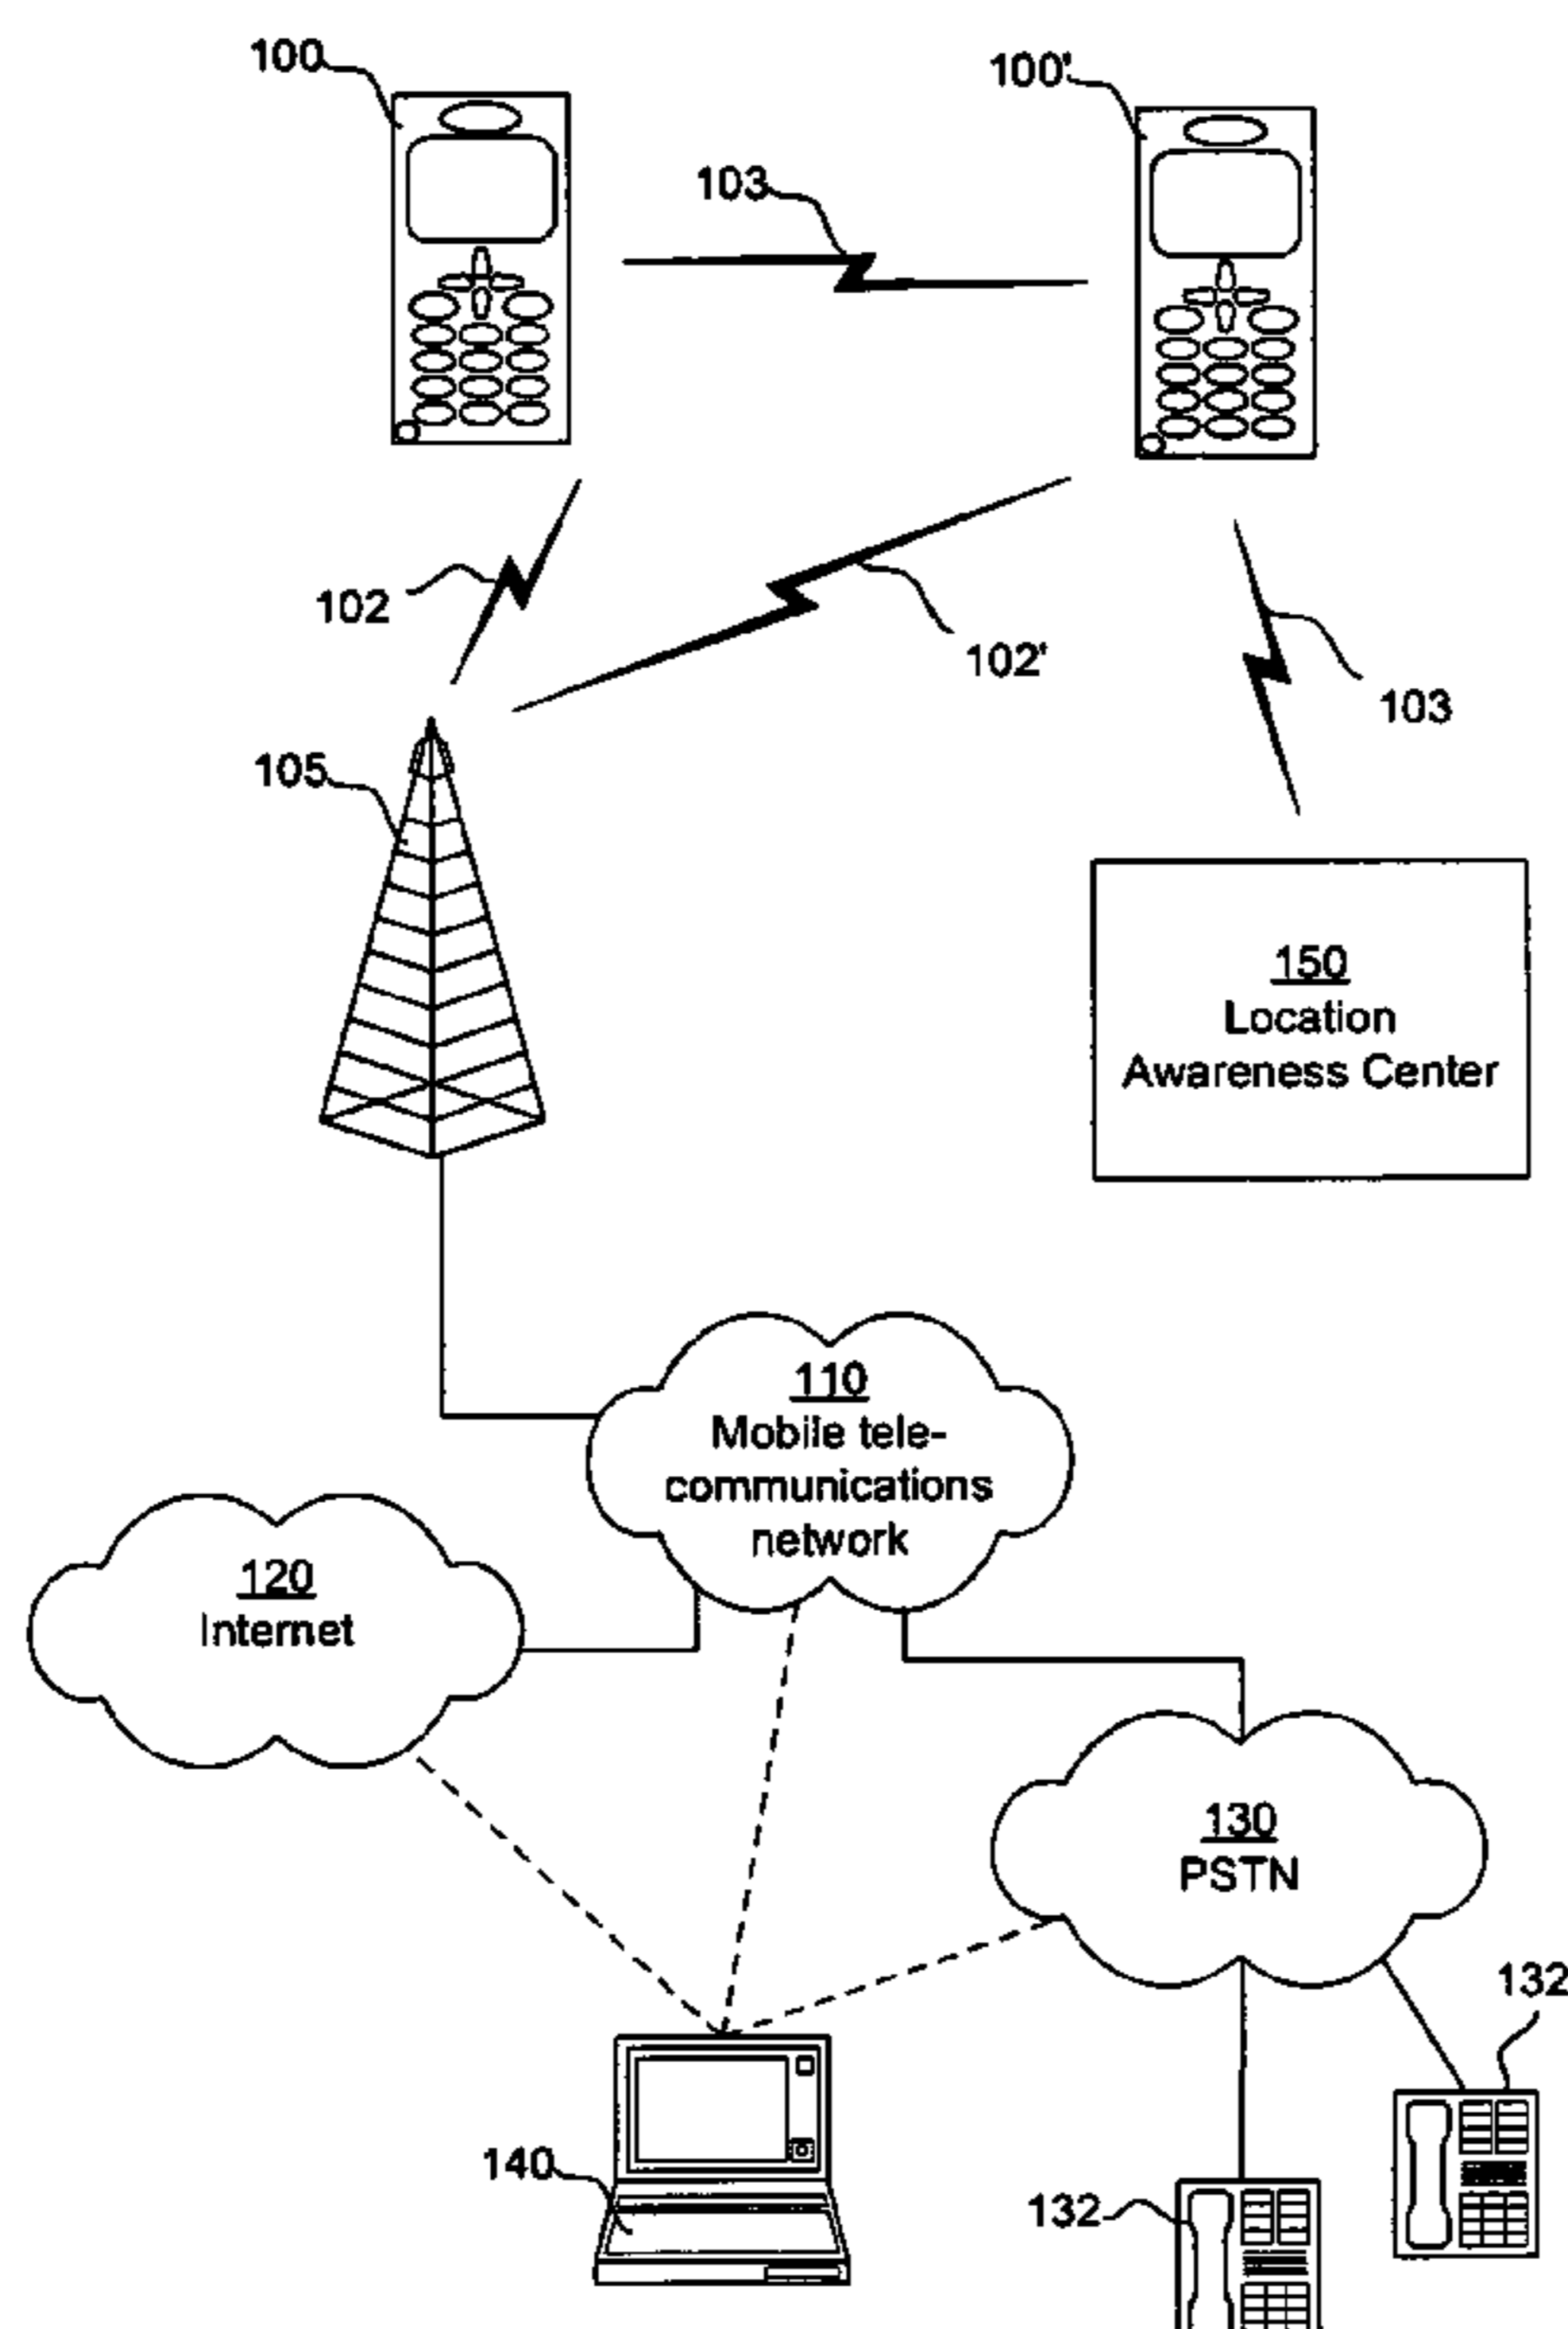 100
100'
103
102
102'
103
105
150
Location
Awareness Center
110
Mobile tele-
communications
network
120
Internet
130
PSTN
132
140
132